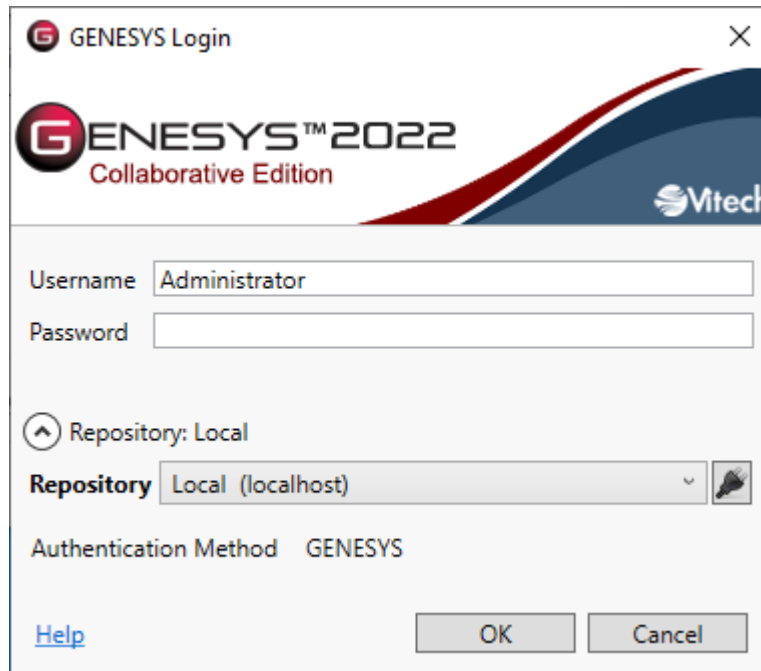 GENESYS Login
GENESYS™2022
Collaborative Edition
Vitech
Username Administrator
Password
Repository: Local
Repository Local (localhost)
Authentication Method GENESYS
Help OK Cancel